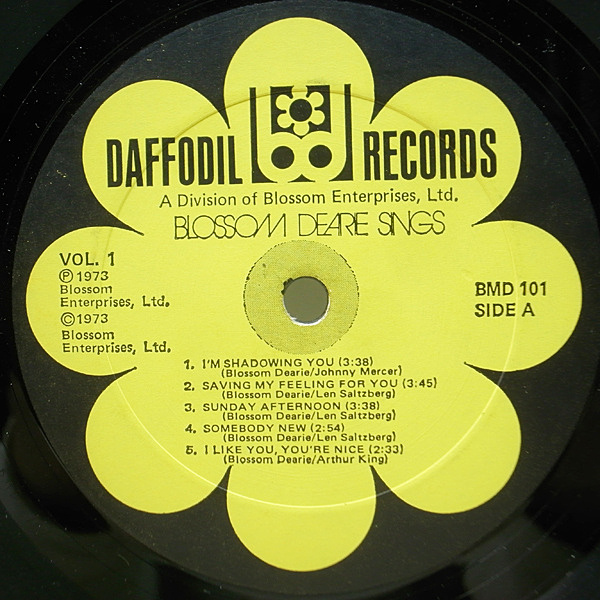 DAFFODIL RECORDS
A Division of Blossom Enterprises, Ltd.
BLOSSOM DEARIE SINGS
VOL. 1
℗ 1973
Blossom
Enterprises, Ltd.
© 1973
Blossom
Enterprises, Ltd.
BMD 101
SIDE A
1. I'M SHADOWING YOU (3:38)
(Blossom Dearie/Johnny Mercer)
2. SAVING MY FEELING FOR YOU (3:45)
(Blossom Dearie/Len Saltzberg)
3. SUNDAY AFTERNOON (3:38)
(Blossom Dearie/Len Saltzberg)
4. SOMEBODY NEW (2:54)
(Blossom Dearie/Len Saltzberg)
5. I LIKE YOU, YOU'RE NICE (2:33)
(Blossom Dearie/Arthur King)